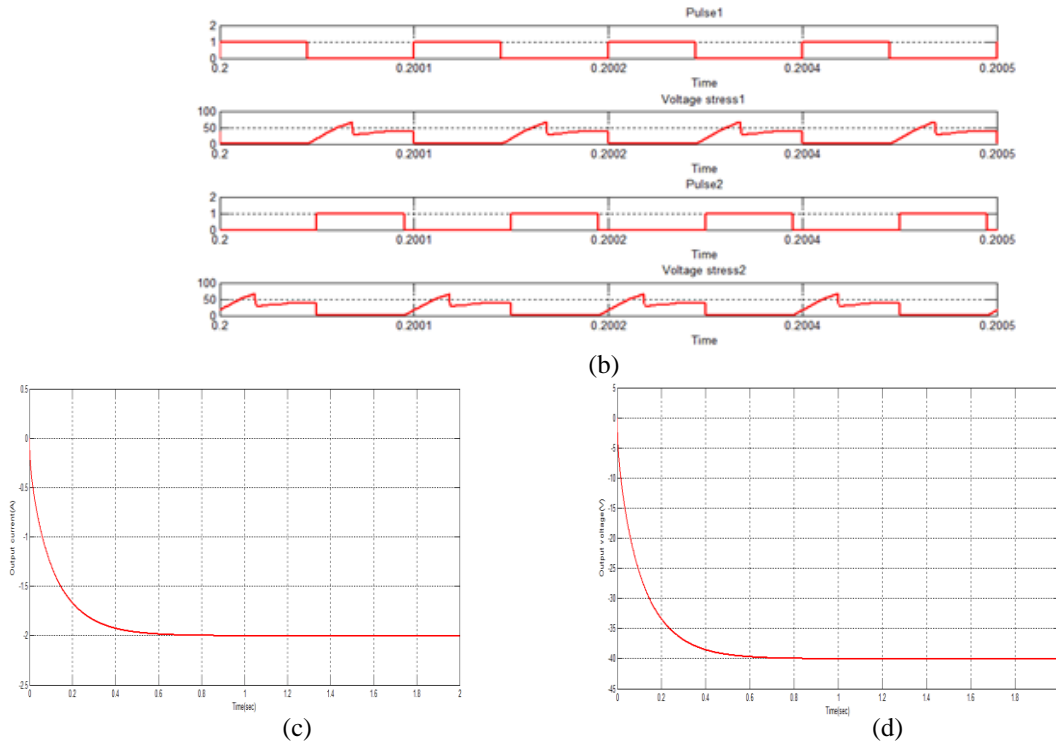 Pulse1
2
1
0
0.2 0.2001 0.2002 0.2004 0.2005
Time
Voltage stress1
100
50
0
0.2 0.2001 0.2002 0.2004 0.2005
Time
Pulse2
2
1
0
0.2 0.2001 0.2002 0.2004 0.2005
Time
Voltage stress2
100
50
0
0.2 0.2001 0.2002 0.2004 0.2005
Time
(b)
Output current(A)
0.5
0
-0.5
-1
-1.5
-2
-2.5
0 0.2 0.4 0.6 0.8 1 1.2 1.4 1.6 1.8 2
Time(sec)
(c)
Output voltage(V)
5
0
-5
-10
-15
-20
-25
-30
-35
-40
-45
0 0.2 0.4 0.6 0.8 1 1.2 1.4 1.6 1.8
Time(sec)
(d)